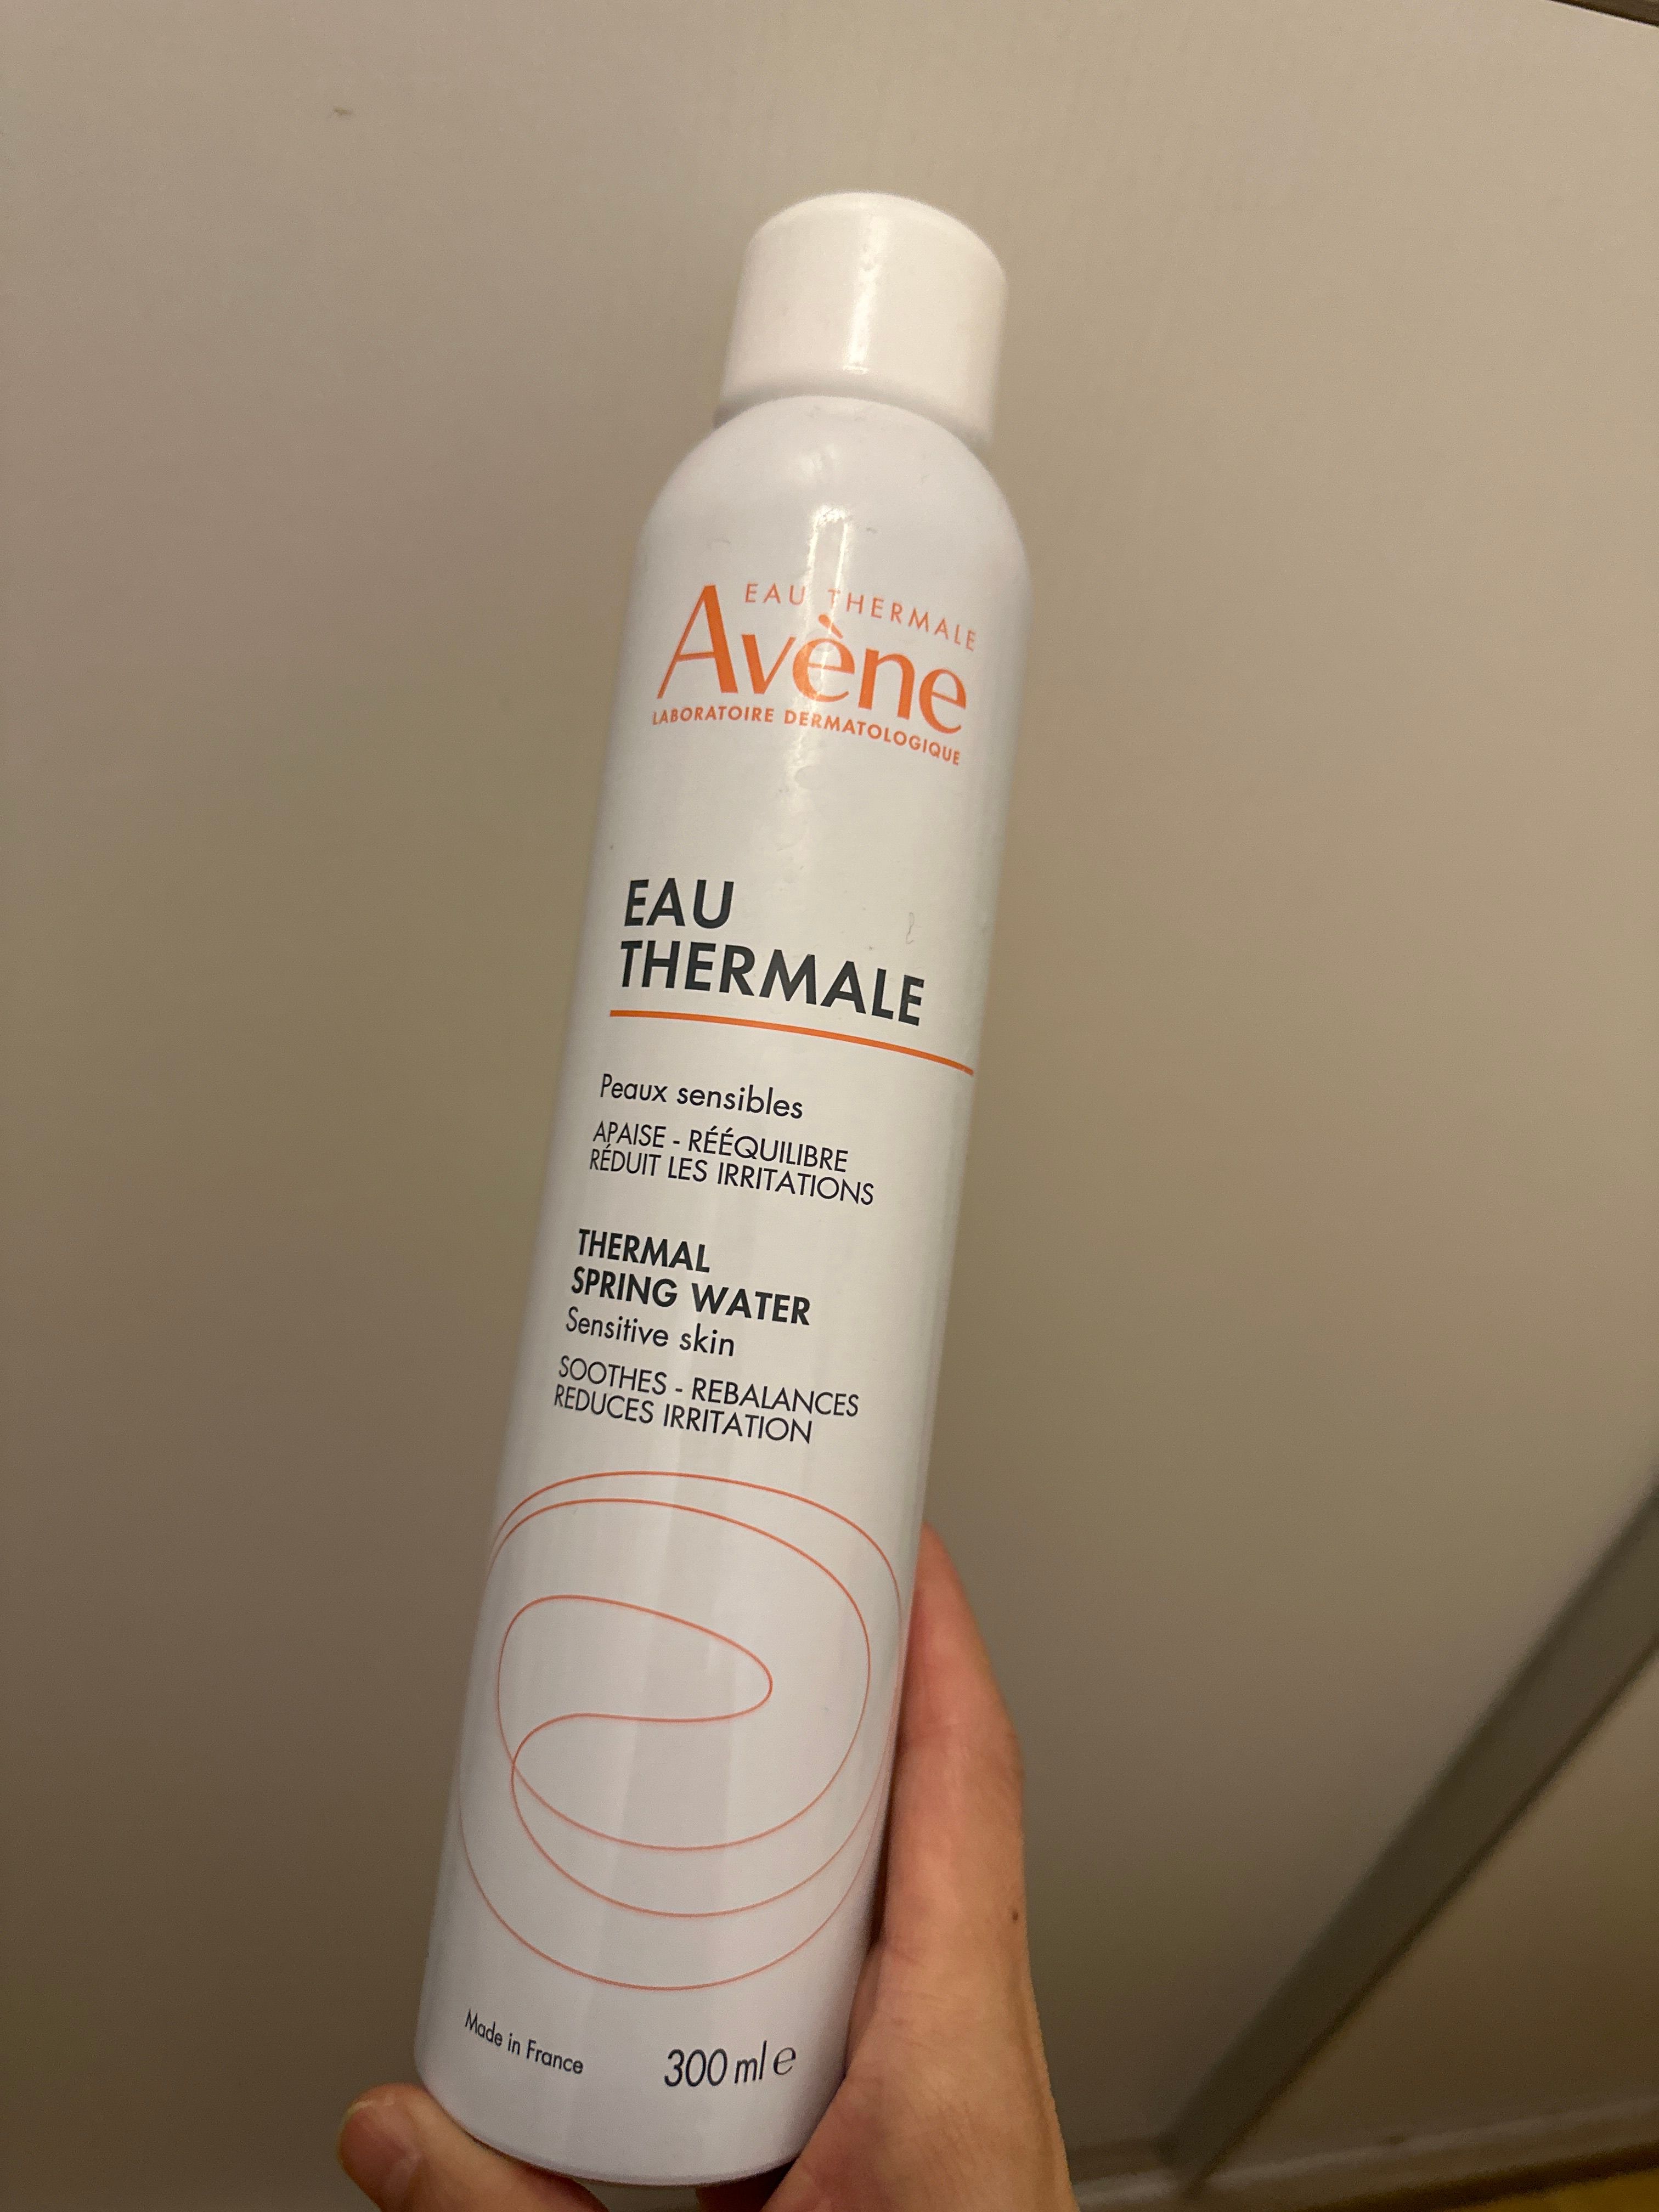 EAU THERMALE
Avène
LABORATOIRE DERMATOLOGIQUE
EAU
THERMALE
Peaux sensibles
APAISE - RÉÉQUILIBRE
RÉDUIT LES IRRITATIONS
THERMAL
SPRING WATER
Sensitive skin
SOOTHES - REBALANCES
REDUCES IRRITATION
Made in France
300 ml e